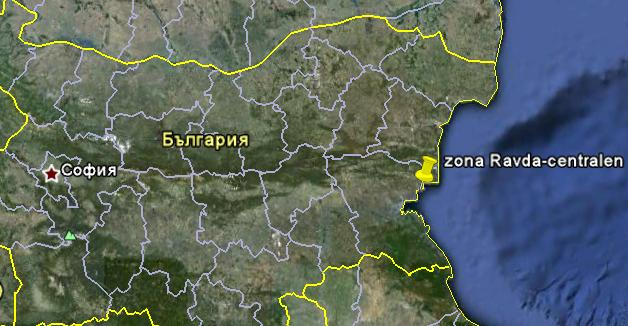 България
zona Ravda-centralen
София